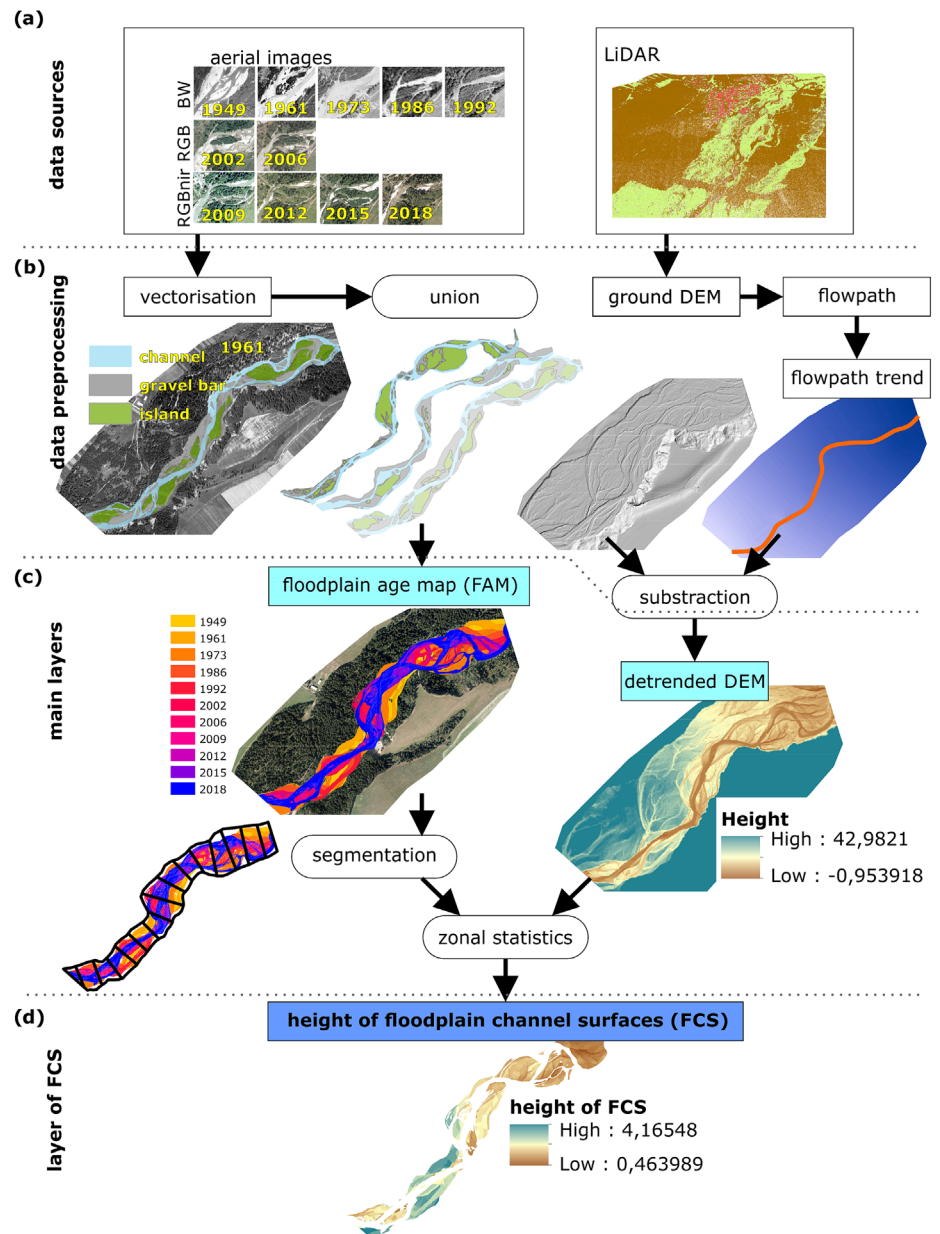 (a)
data sources
aerial images
BW
1949
1961
1973
1986
1992
RGB
2002
2006
RGBnir
2009
2012
2015
2018
LiDAR
(b)
data preprocessing
vectorisation
union
ground DEM
flowpath
flowpath trend
1961
channel
gravel bar
island
(c)
main layers
floodplain age map (FAM)
substraction
detrended DEM
1949
1961
1973
1986
1992
2002
2006
2009
2012
2015
2018
segmentation
Height
High : 42,9821
Low : -0,953918
zonal statistics
(d)
layer of FCS
height of floodplain channel surfaces (FCS)
height of FCS
High : 4,16548
Low : 0,463989